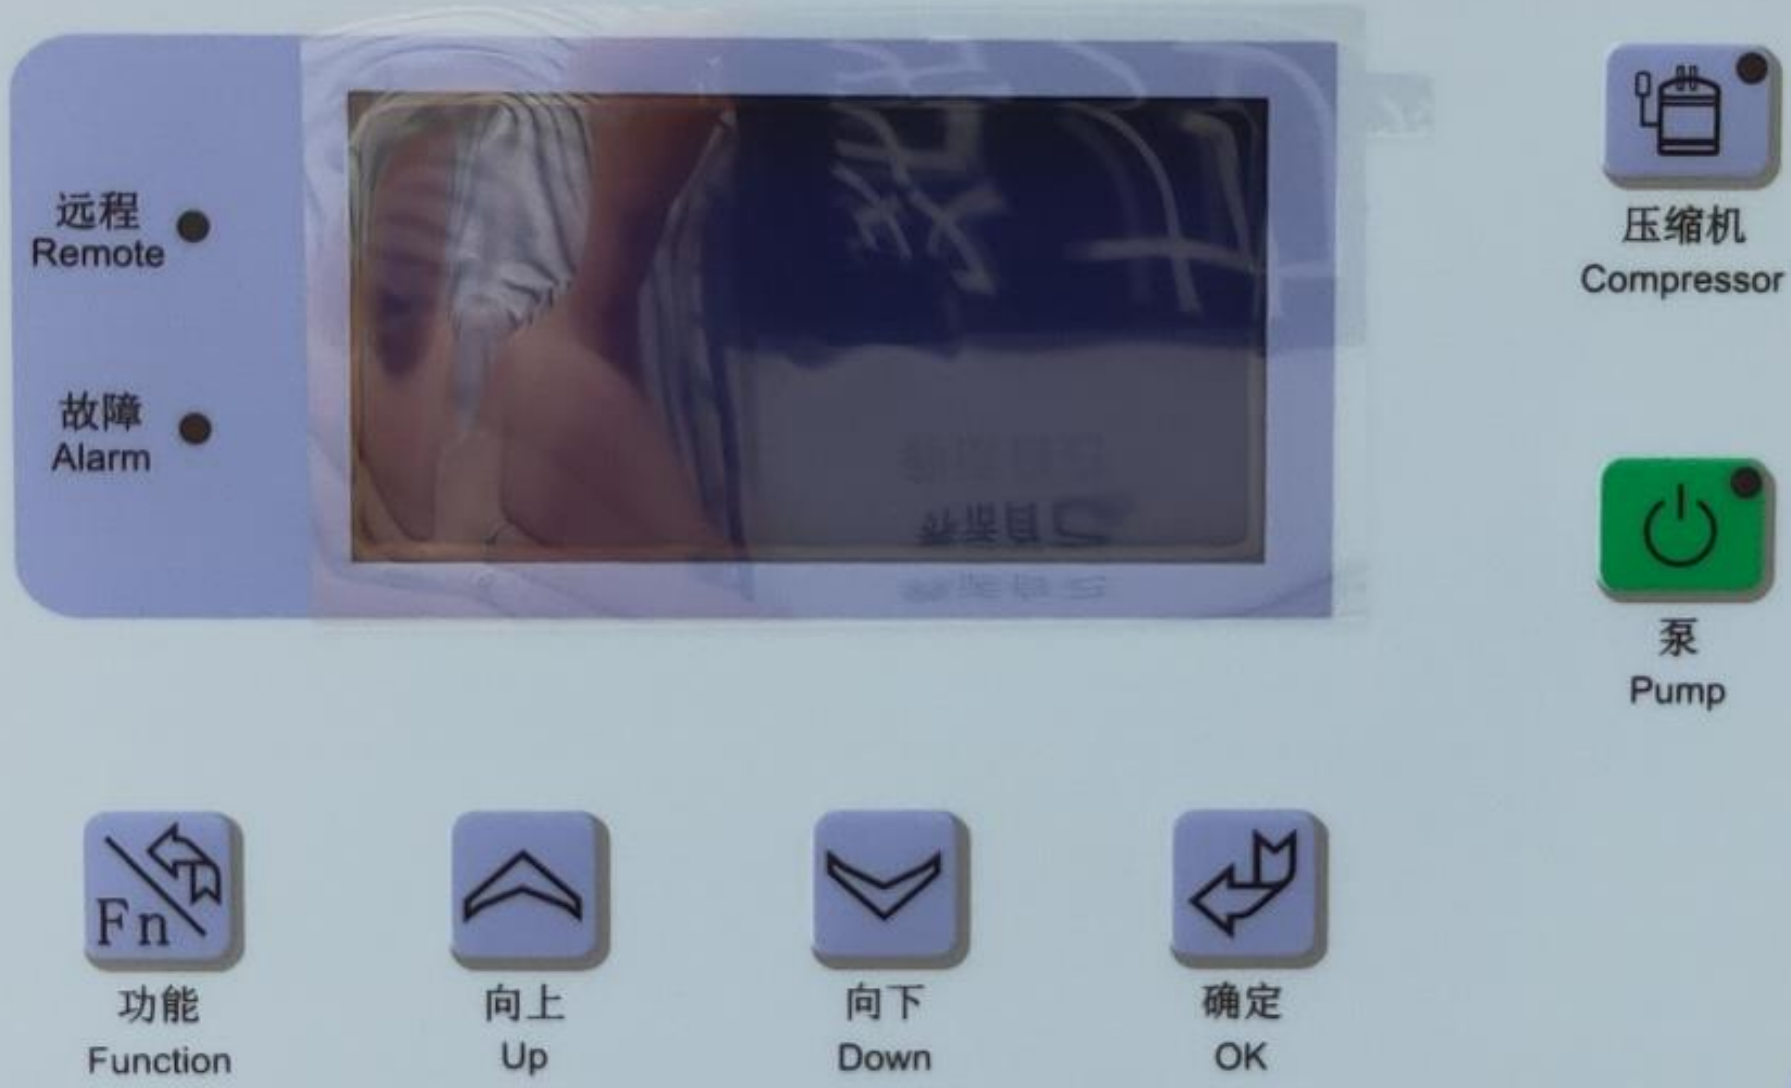 远程
Remote
故障
Alarm
压缩机
Compressor
泵
Pump
Fn
功能
Function
向上
Up
向下
Down
确定
OK